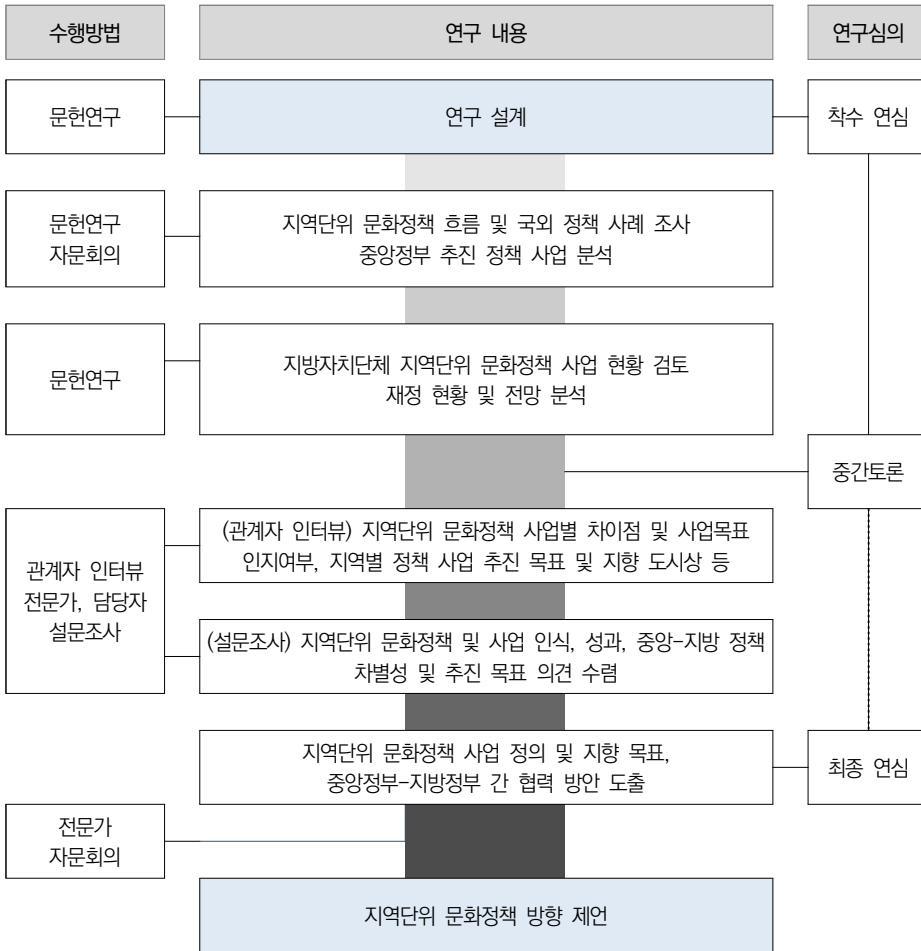 수행방법
연구 내용
연구심의
문헌연구
연구 설계
착수 연심
문헌연구
자문회의
지역단위 문화정책 흐름 및 국외 정책 사례 조사
중앙정부 추진 정책 사업 분석
문헌연구
지방자치단체 지역단위 문화정책 사업 현황 검토
재정 현황 및 전망 분석
중간토론
관계자 인터뷰
전문가, 담당자
설문조사
(관계자 인터뷰) 지역단위 문화정책 사업별 차이점 및 사업목표
인지여부, 지역별 정책 사업 추진 목표 및 지향 도시상 등
(설문조사) 지역단위 문화정책 및 사업 인식, 성과, 중앙-지방 정책
차별성 및 추진 목표 의견 수렴
지역단위 문화정책 사업 정의 및 지향 목표,
중앙정부-지방정부 간 협력 방안 도출
최종 연심
전문가
자문회의
지역단위 문화정책 방향 제언